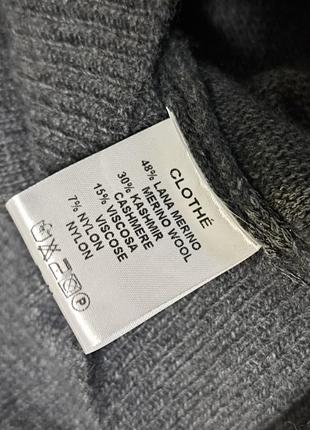 CLOTHÉ
48% LANA MERINO
MERINO WOOL
30% KASHMIR
CASHMERE
15% VISCOSA
VISCOSE
7% NYLON
NYLON
P